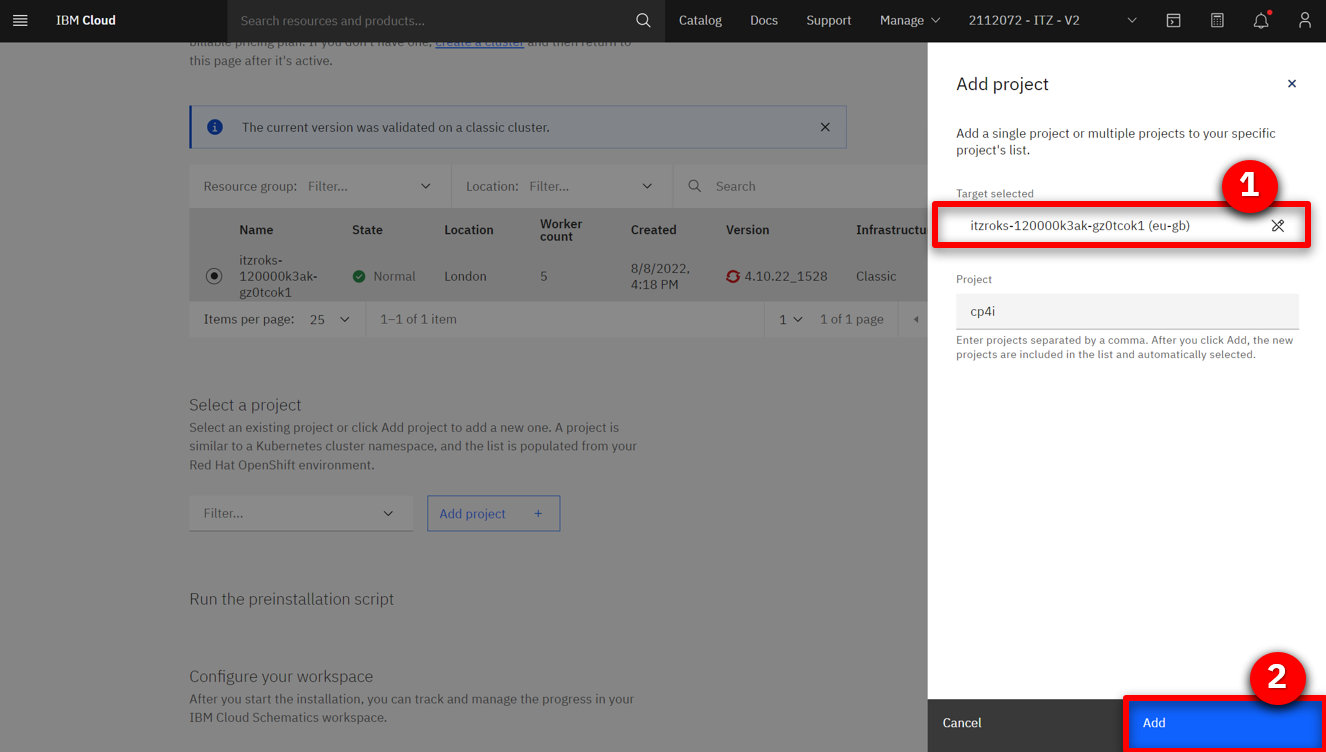 IBM Cloud
Search resources and products...
Catalog
Docs
Support
Manage
2112072 - ITZ - V2
billable pricing plan. If you don't have one, create a cluster and then return to
this page after it's active.
The current version was validated on a classic cluster.
Resource group: Filter...
Location: Filter...
Search
Name
State
Location
Worker
count
Created
Version
Infrastructu
itzroks-
120000k3ak-
gz0tcok1
Normal
London
5
8/8/2022,
4:18 PM
4.10.22_1528
Classic
Items per page: 25
1–1 of 1 item
1
1 of 1 page
Select a project
Select an existing project or click Add project to add a new one. A project is
similar to a Kubernetes cluster namespace, and the list is populated from your
Red Hat OpenShift environment.
Filter...
Add project +
Run the preinstallation script
Configure your workspace
After you start the installation, you can track and manage the progress in your
IBM Cloud Schematics workspace.
Add project
Add a single project or multiple projects to your specific
project's list.
1
Target selected
itzroks-120000k3ak-gz0tcok1 (eu-gb)
Project
cp4i
Enter projects separated by a comma. After you click Add, the new
projects are included in the list and automatically selected.
2
Cancel
Add